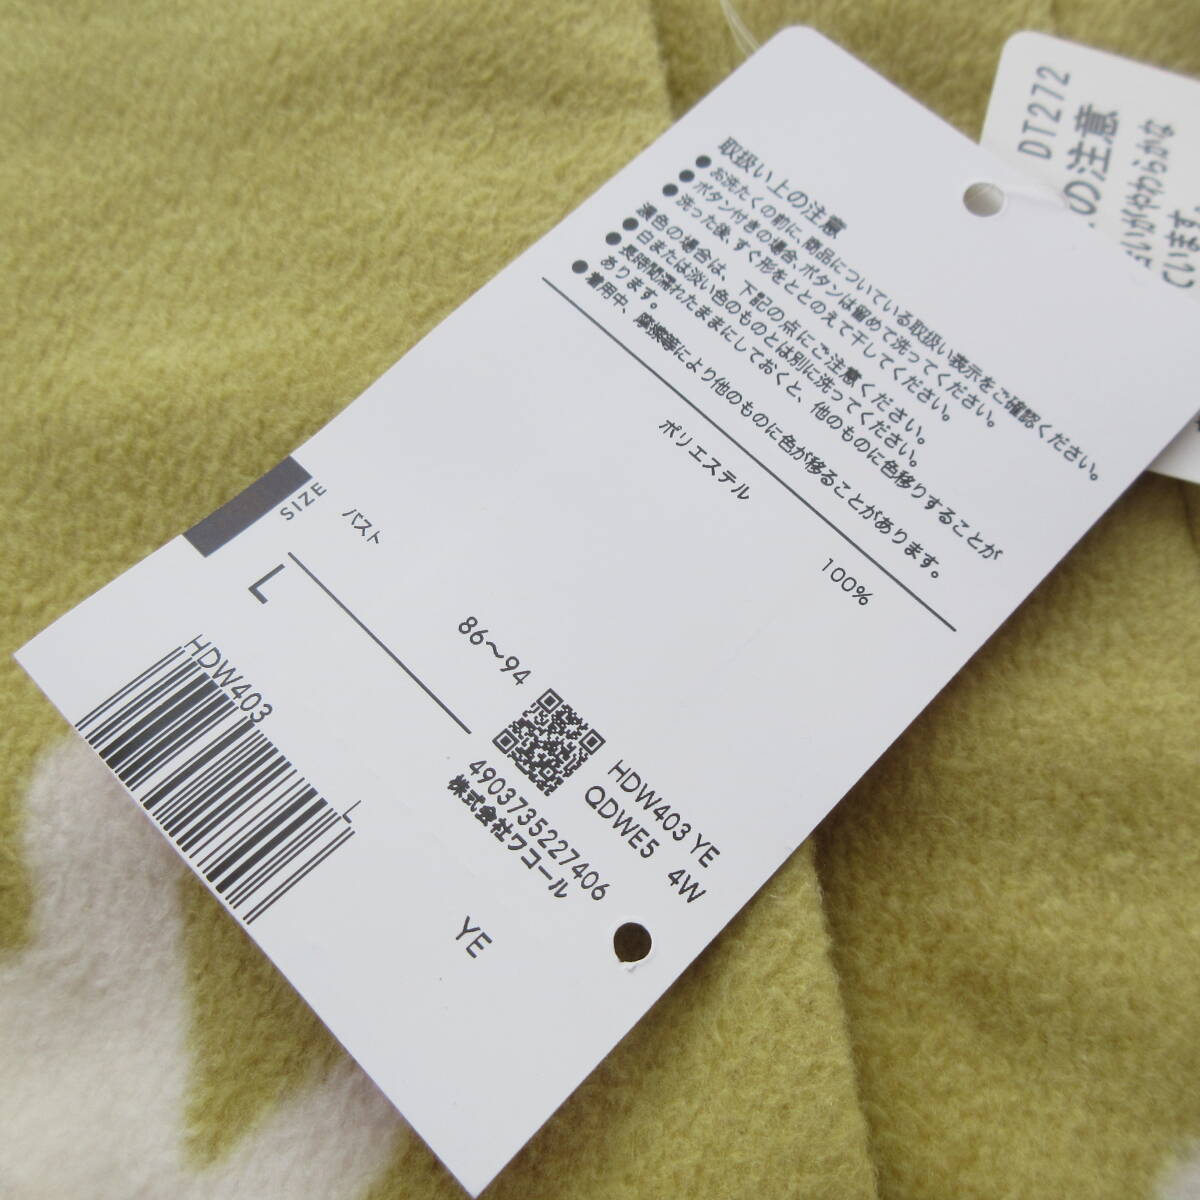 取扱い上の注意
●お洗たくの前に商品についている取扱い表示をご確認ください。
●ボタン付きの場合、ボタンは留めて洗ってください。
●洗った後、すぐ形をととのえて干してください。
濃色の場合は、下記の点にご注意ください。
●白または淡い色のものとは別に洗ってください。
●長時間濡れたままにしておくと、他のものに色移りすることが
あります。
●着用中、摩擦等により他のものに色が移ることがあります。
ポリエステル 100%
SIZE
バスト 86〜94
L
HDW403 YE
QDWE5 4W
4903735227406
株式会社ワコール
HDW403 L
YE
DT272
の注意
がやわらかな
ています